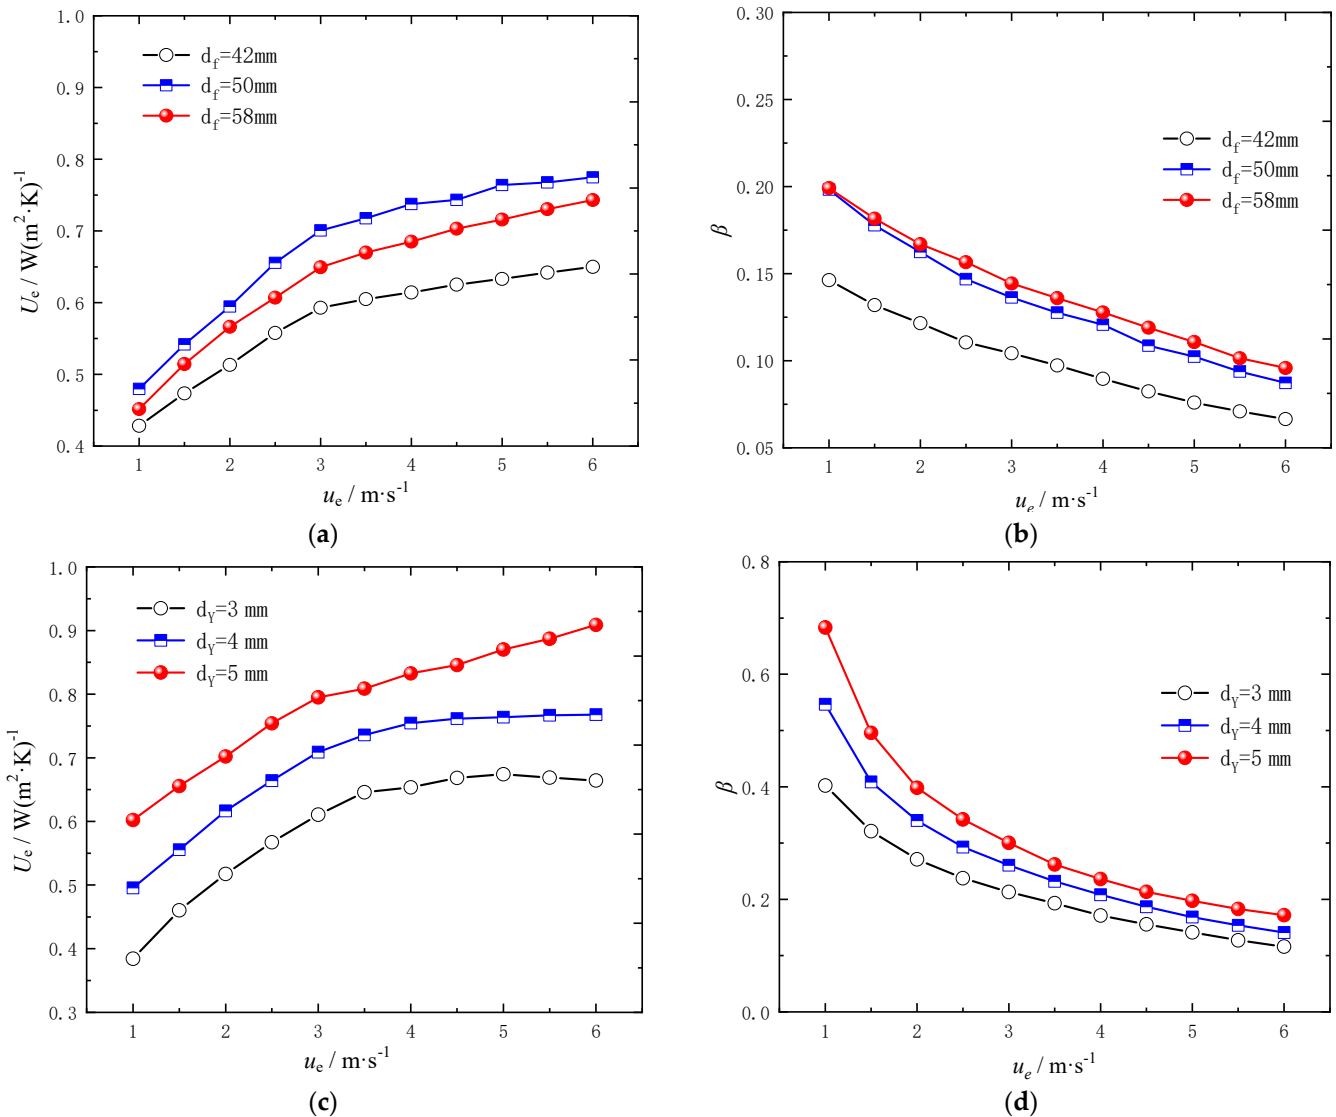 1.0
0.9
0.8
0.7
0.6
0.5
0.4
U_e / W(m²·K)⁻¹
d_f=42mm
d_f=50mm
d_f=58mm
1 2 3 4 5 6
u_e / m·s⁻¹
(a)
0.30
0.25
0.20
0.15
0.10
0.05
β
d_f=42mm
d_f=50mm
d_f=58mm
1 2 3 4 5 6
u_e / m·s⁻¹
(b)
1.0
0.9
0.8
0.7
0.6
0.5
0.4
0.3
U_e / W(m²·K)⁻¹
d_Y=3 mm
d_Y=4 mm
d_Y=5 mm
1 2 3 4 5 6
u_e / m·s⁻¹
(c)
0.8
0.6
0.4
0.2
0.0
β
d_Y=3 mm
d_Y=4 mm
d_Y=5 mm
1 2 3 4 5 6
u_e / m·s⁻¹
(d)